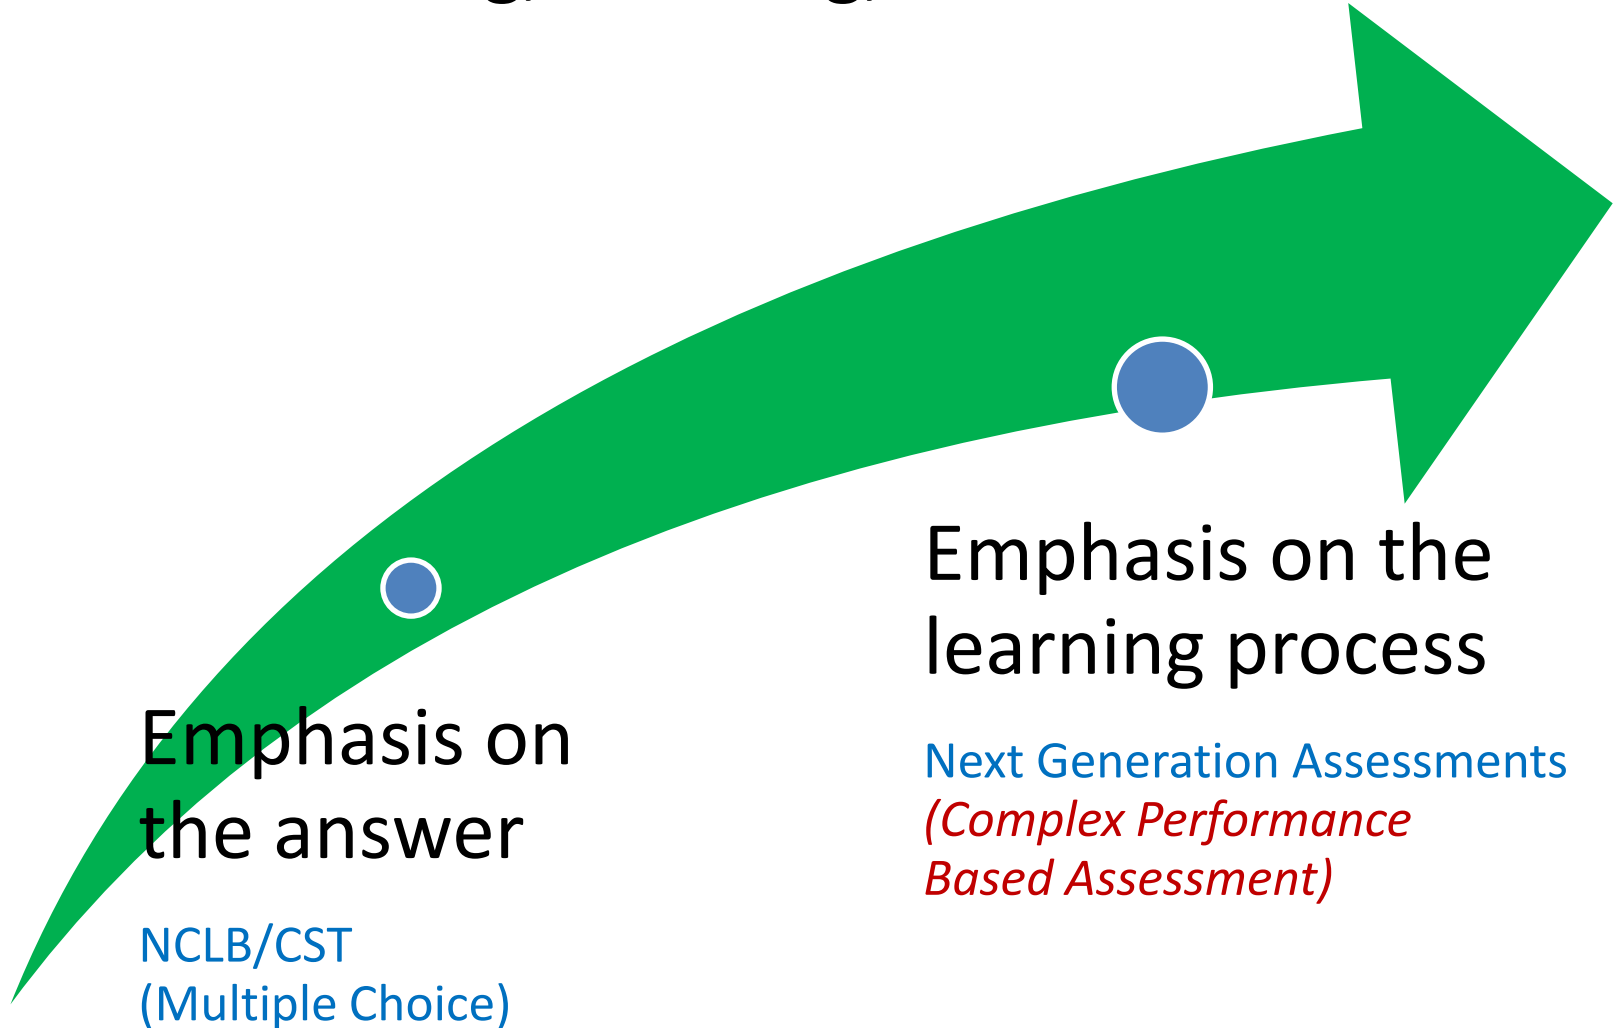 Emphasis on the
learning process
Next Generation Assessments
(Complex Performance
Based Assessment)
Emphasis on
the answer
NCLB/CST
(Multiple Choice)